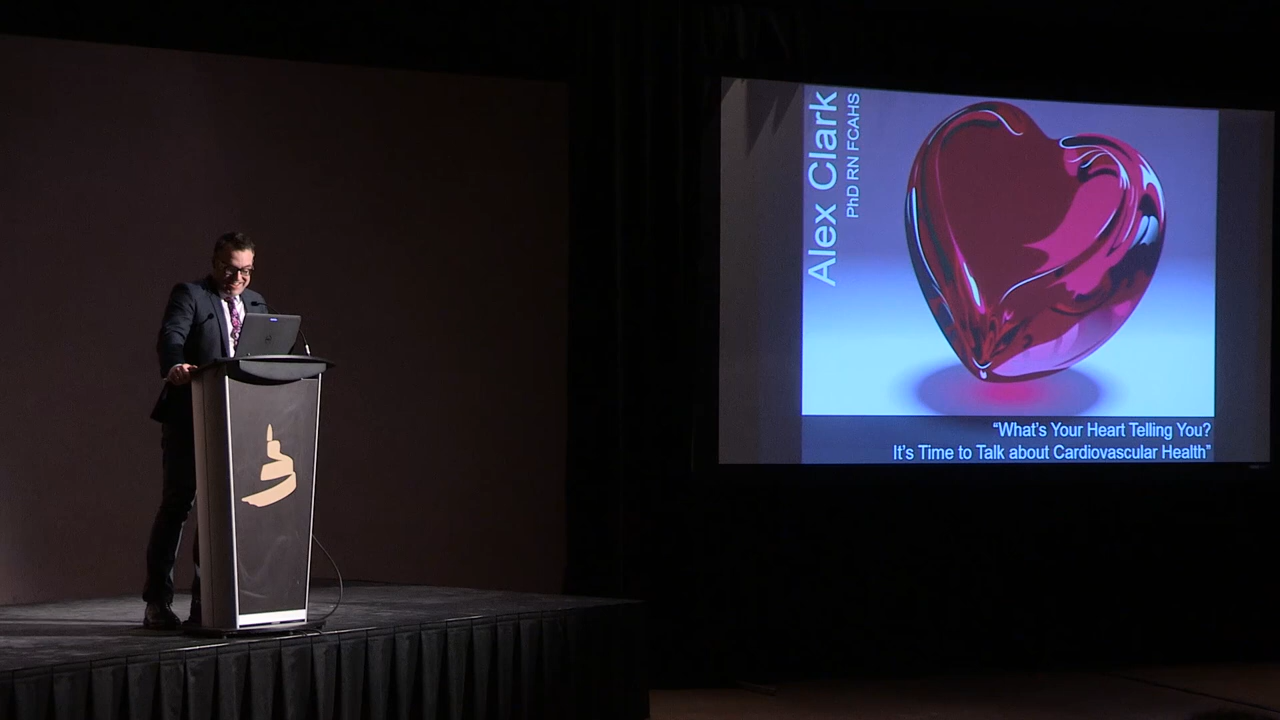 Alex Clark
PhD RN FCAHS
“What’s Your Heart Telling You?
It’s Time to Talk about Cardiovascular Health”